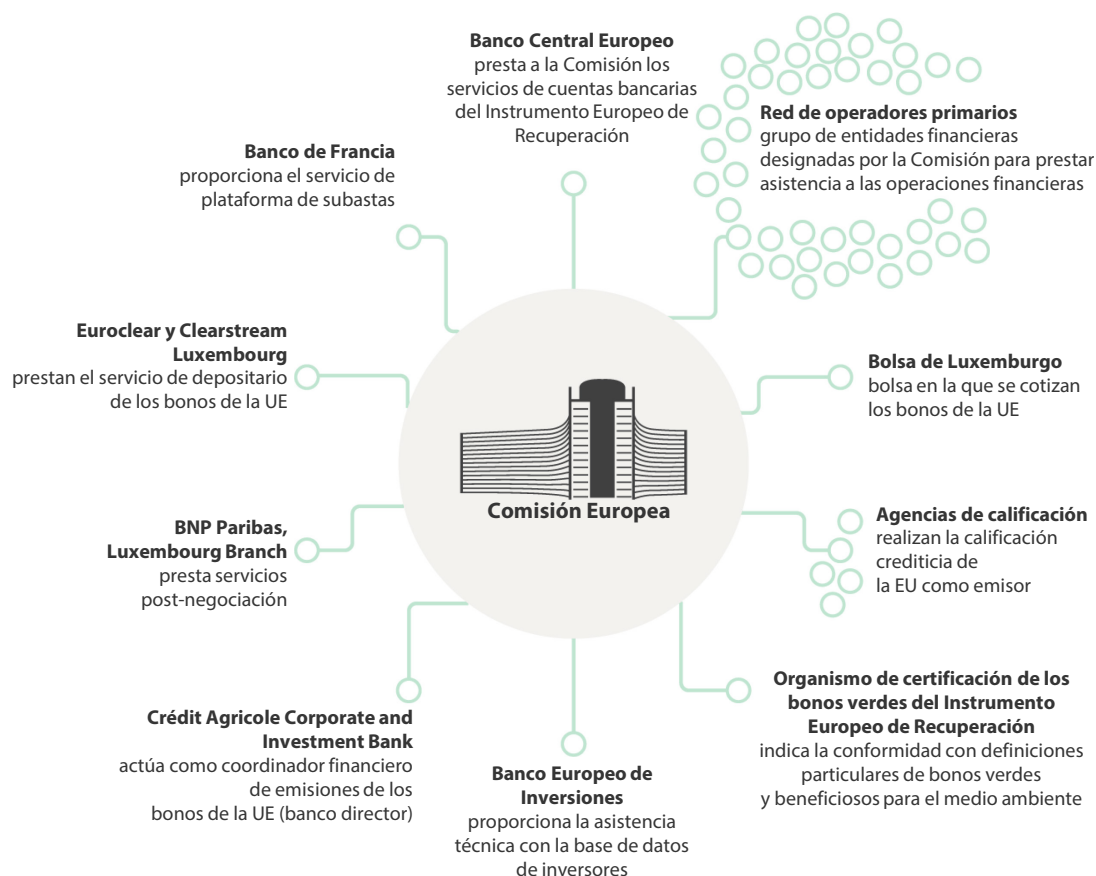 Banco Central Europeo
presta a la Comisión los
servicios de cuentas bancarias
del Instrumento Europeo de
Recuperación
Red de operadores primarios
grupo de entidades financieras
designadas por la Comisión para prestar
asistencia a las operaciones financieras
Banco de Francia
proporciona el servicio de
plataforma de subastas
Euroclear y Clearstream
Luxembourg
prestan el servicio de depositario
de los bonos de la UE
Bolsa de Luxemburgo
bolsa en la que se cotizan
los bonos de la UE
Comisión Europea
BNP Paribas,
Luxembourg Branch
presta servicios
post-negociación
Agencias de calificación
realizan la calificación
crediticia de
la EU como emisor
Crédit Agricole Corporate and
Investment Bank
actúa como coordinador financiero
de emisiones de los
bonos de la UE (banco director)
Banco Europeo de
Inversiones
proporciona la asistencia
técnica con la base de datos
de inversores
Organismo de certificación de los
bonos verdes del Instrumento
Europeo de Recuperación
indica la conformidad con definiciones
particulares de bonos verdes
y beneficiosos para el medio ambiente